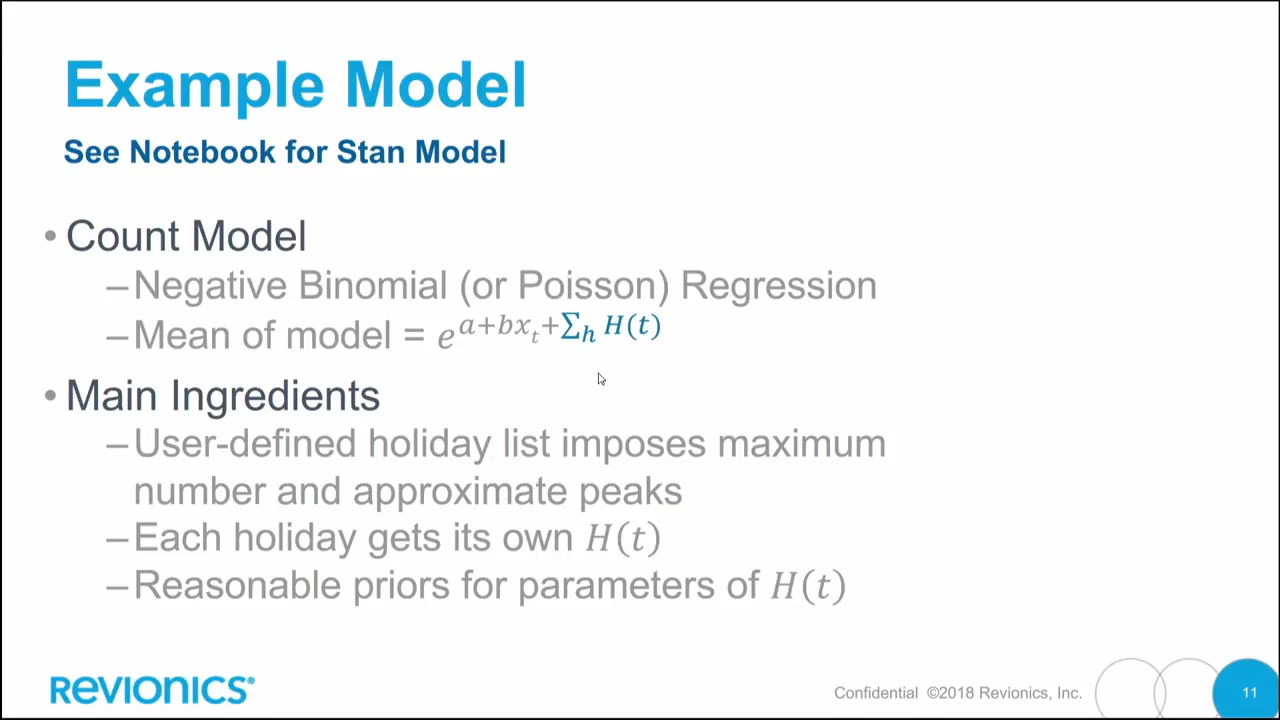 Example Model
See Notebook for Stan Model
• Count Model
–Negative Binomial (or Poisson) Regression
–Mean of model = $e^{a+bx_t+\sum_h H(t)}$
• Main Ingredients
–User-defined holiday list imposes maximum
number and approximate peaks
–Each holiday gets its own $H(t)$
–Reasonable priors for parameters of $H(t)$
REVIONICS®
Confidential ©2018 Revionics, Inc.
11